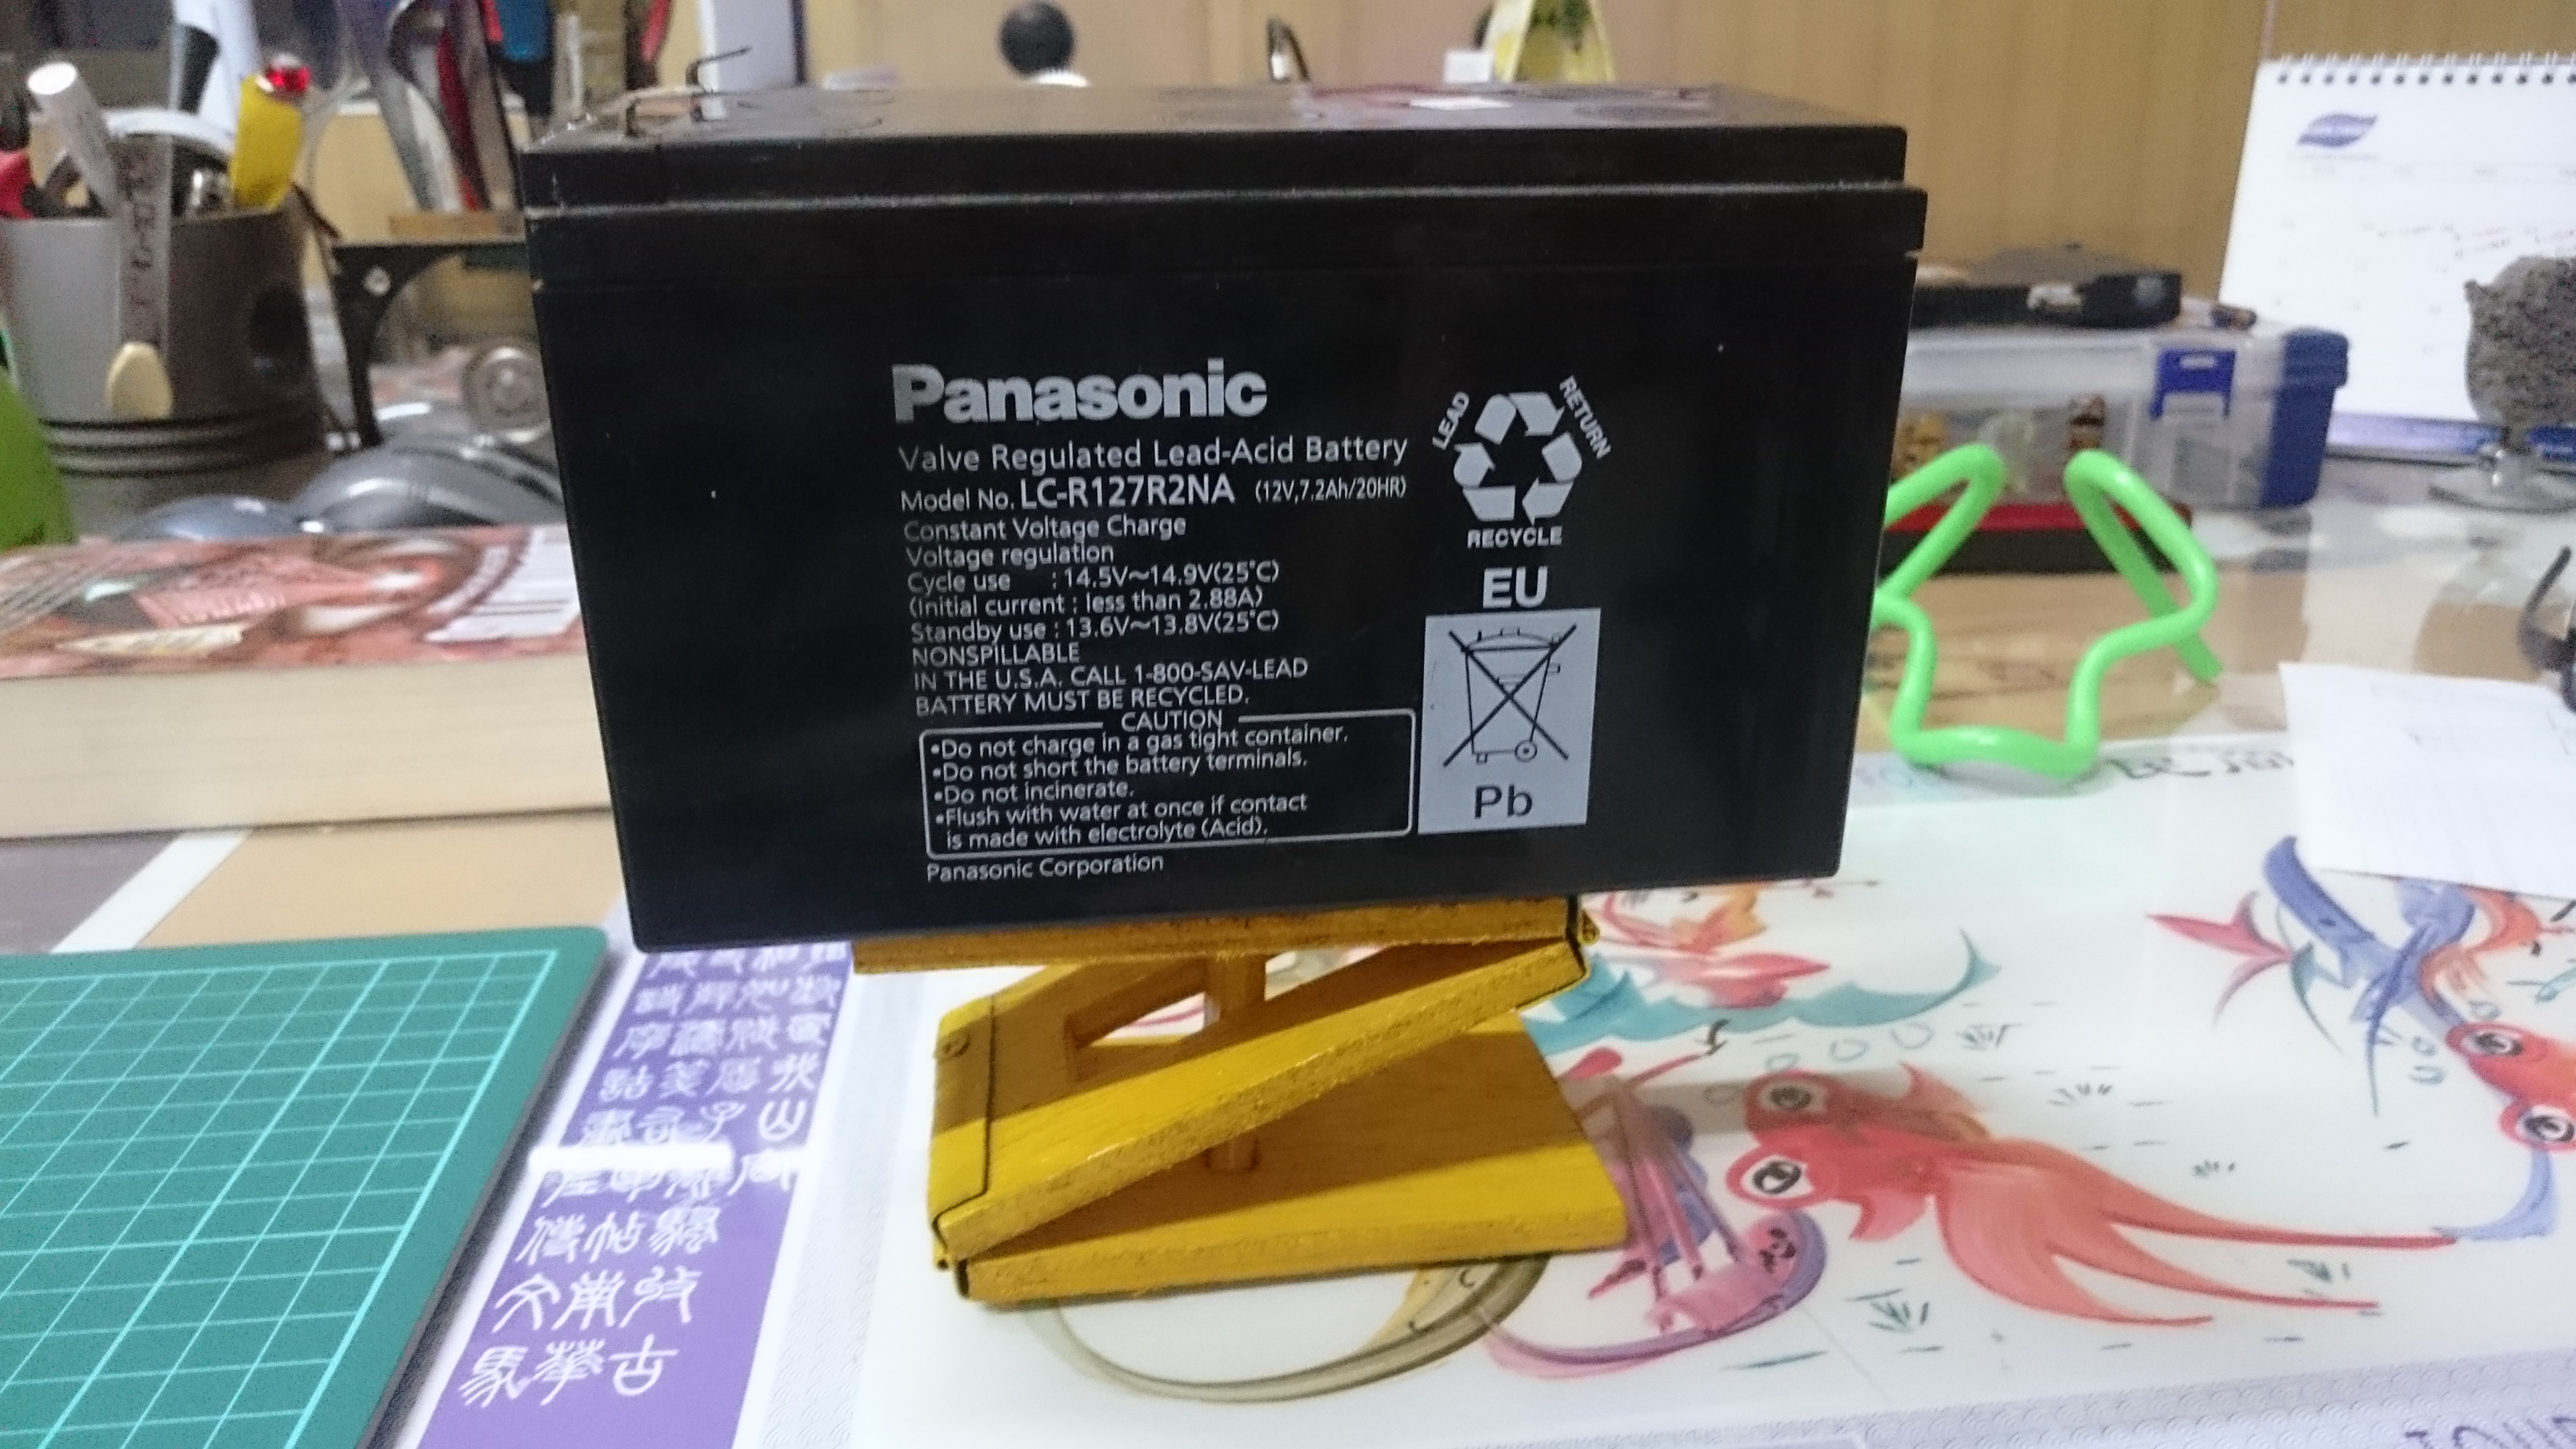 Panasonic
Valve Regulated Lead-Acid Battery
Model No. LC-R127R2NA (12V,7.2Ah/20HR)
Constant Voltage Charge
Voltage regulation
Cycle use : 14.5V～14.9V(25°C)
(Initial current : less than 2.88A)
Standby use : 13.6V～13.8V(25°C)
NONSPILLABLE
IN THE U.S.A. CALL 1-800-SAV-LEAD
BATTERY MUST BE RECYCLED.
CAUTION
•Do not charge in a gas tight container.
•Do not short the battery terminals.
•Do not incinerate.
•Flush with water at once if contact
is made with electrolyte (Acid).
Panasonic Corporation
LEAD
RETURN
RECYCLE
EU
Pb